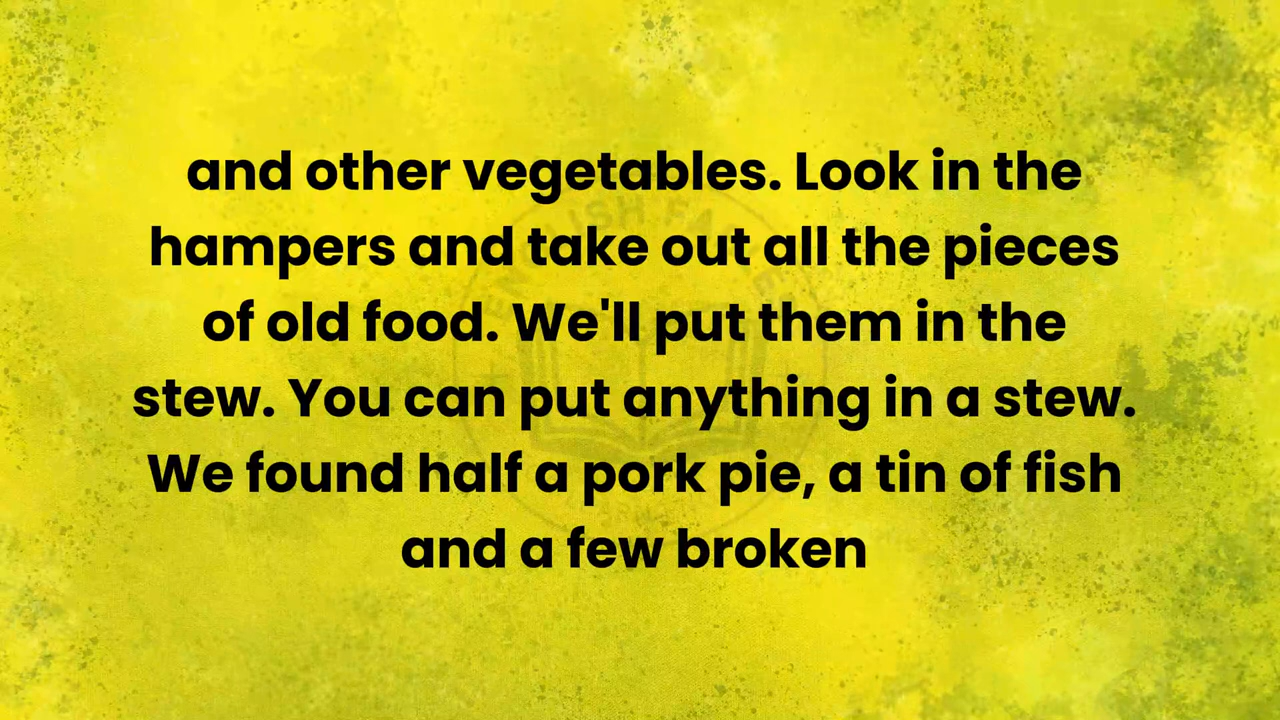 and other vegetables. Look in the
hampers and take out all the pieces
of old food. We'll put them in the
stew. You can put anything in a stew.
We found half a pork pie, a tin of fish
and a few broken